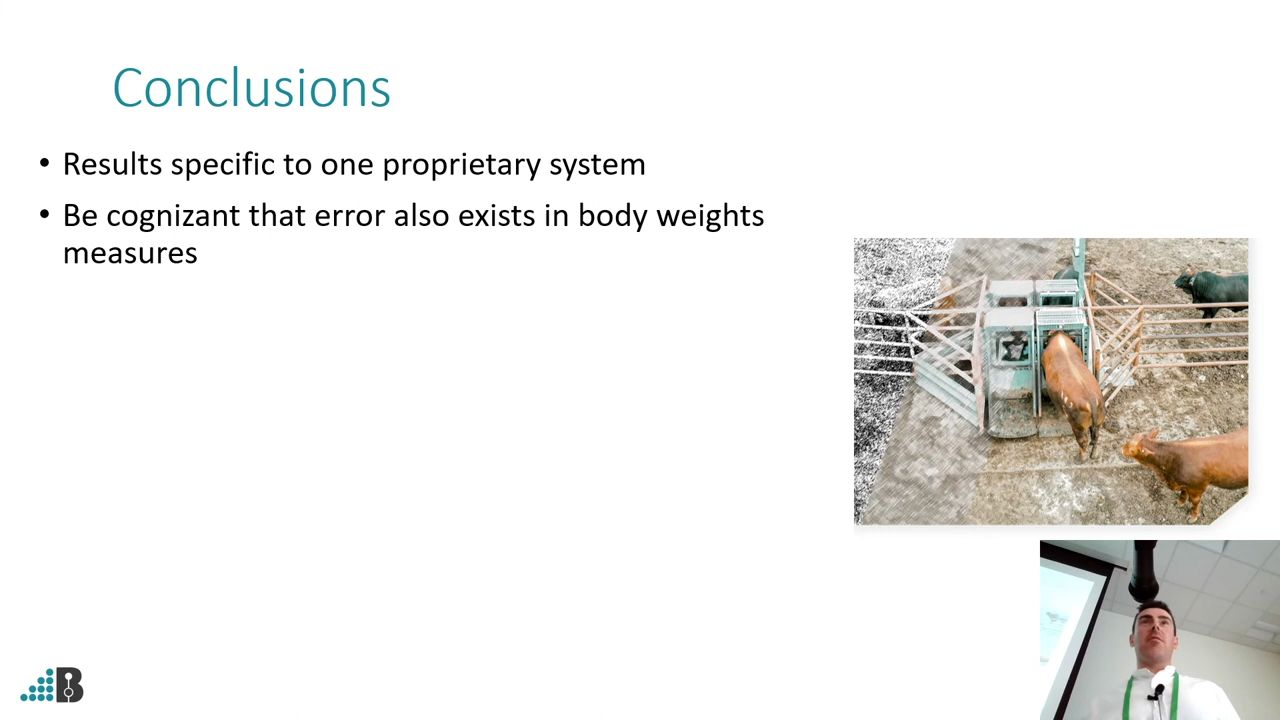 Conclusions
• Results specific to one proprietary system
• Be cognizant that error also exists in body weights
measures
B